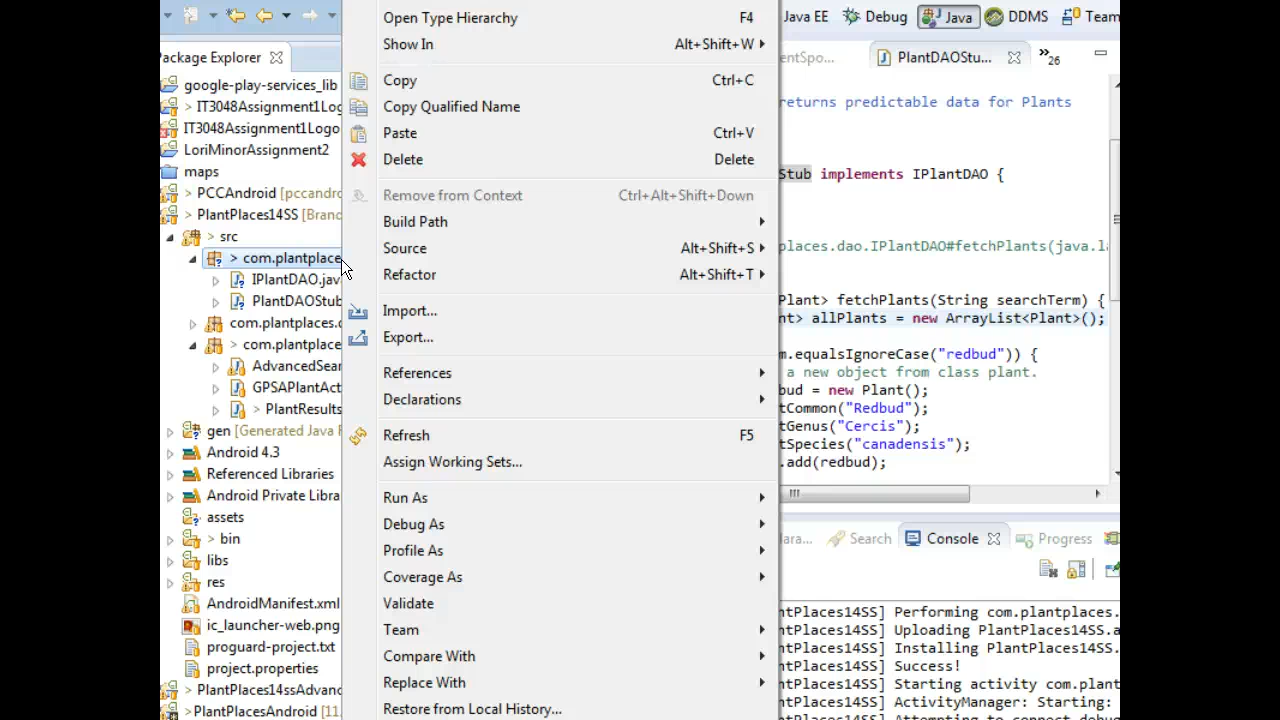 Java EE
Debug
Java
DDMS
Team
Package Explorer
google-play-services_lib
> IT3048Assignment1Log
IT3048Assignment1Logo
LoriMinorAssignment2
maps
> PCCAndroid [pccandro
> PlantPlaces14SS [Brand
> src
> com.plantplace
IPlantDAO.jav
PlantDAOStub
com.plantplaces.d
> com.plantplace
AdvancedSear
GPSAPlantAct
> PlantResults
gen [Generated Java F
Android 4.3
Referenced Libraries
Android Private Libra
assets
> bin
libs
res
AndroidManifest.xml
ic_launcher-web.png
proguard-project.txt
project.properties
> PlantPlaces14ssAdvanc
> PlantPlacesAndroid [11
Open Type Hierarchy F4
Show In Alt+Shift+W
Copy Ctrl+C
Copy Qualified Name
Paste Ctrl+V
Delete Delete
Remove from Context Ctrl+Alt+Shift+Down
Build Path
Source Alt+Shift+S
Refactor Alt+Shift+T
Import...
Export...
References
Declarations
Refresh F5
Assign Working Sets...
Run As
Debug As
Profile As
Coverage As
Validate
Team
Compare With
Replace With
Restore from Local History...
entSpo...
PlantDAOStu...
»26
returns predictable data for Plants
Stub implements IPlantDAO {
places.dao.IPlantDAO#fetchPlants(java.la
Plant> fetchPlants(String searchTerm) {
nt> allPlants = new ArrayList<Plant>();
m.equalsIgnoreCase("redbud")) {
a new object from class plant.
bud = new Plant();
tCommon("Redbud");
tGenus("Cercis");
tSpecies("canadensis");
.add(redbud);
lara...
Search
Console
Progress
ntPlaces14SS] Performing com.plantplaces.
ntPlaces14SS] Uploading PlantPlaces14SS.a
ntPlaces14SS] Installing PlantPlaces14SS.
ntPlaces14SS] Success!
ntPlaces14SS] Starting activity com.plant
ntPlaces14SS] ActivityManager: Starting:
ntPlaces14SS] Attempting to connect debug